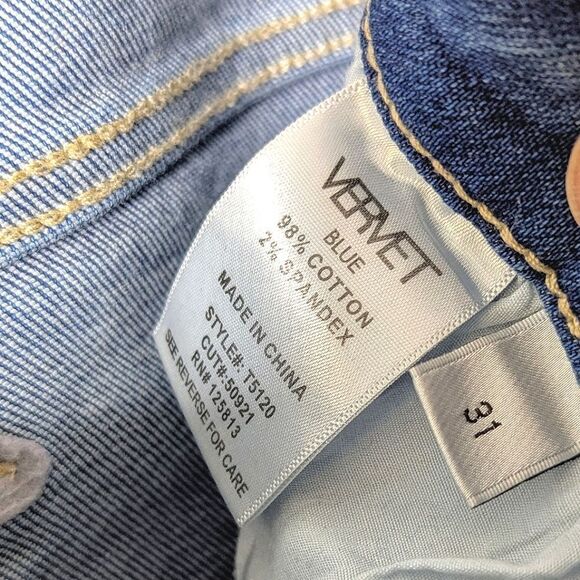 VERVET
BLUE
98% COTTON
2% SPANDEX
MADE IN CHINA
STYLE#: T5120
CUT#:50921
RN# 125813
SEE REVERSE FOR CARE
31